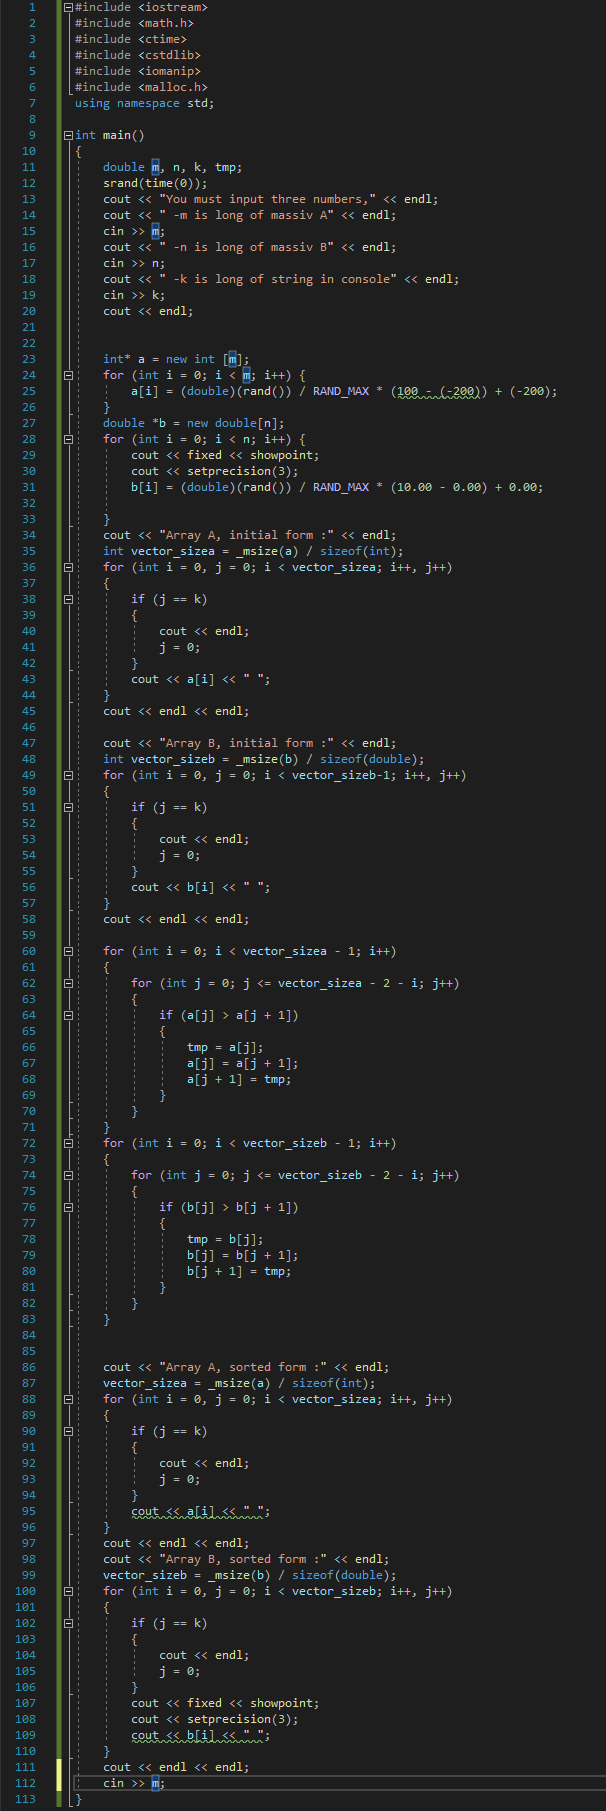 1 #include <iostream>
2 #include <math.h>
3 #include <ctime>
4 #include <cstdlib>
5 #include <iomanip>
6 #include <malloc.h>
7 using namespace std;
8
9 int main()
10 {
11 double m, n, k, tmp;
12 srand(time(0));
13 cout << "You must input three numbers," << endl;
14 cout << " -m is long of massiv A" << endl;
15 cin >> m;
16 cout << " -n is long of massiv B" << endl;
17 cin >> n;
18 cout << " -k is long of string in console" << endl;
19 cin >> k;
20 cout << endl;
21
22
23 int* a = new int [m];
24 for (int i = 0; i < m; i++) {
25 a[i] = (double)(rand()) / RAND_MAX * (100 - (-200)) + (-200);
26 }
27 double *b = new double[n];
28 for (int i = 0; i < n; i++) {
29 cout << fixed << showpoint;
30 cout << setprecision(3);
31 b[i] = (double)(rand()) / RAND_MAX * (10.00 - 0.00) + 0.00;
32
33 }
34 cout << "Array A, initial form :" << endl;
35 int vector_sizea = _msize(a) / sizeof(int);
36 for (int i = 0, j = 0; i < vector_sizea; i++, j++)
37 {
38 if (j == k)
39 {
40 cout << endl;
41 j = 0;
42 }
43 cout << a[i] << " ";
44 }
45 cout << endl << endl;
46
47 cout << "Array B, initial form :" << endl;
48 int vector_sizeb = _msize(b) / sizeof(double);
49 for (int i = 0, j = 0; i < vector_sizeb-1; i++, j++)
50 {
51 if (j == k)
52 {
53 cout << endl;
54 j = 0;
55 }
56 cout << b[i] << " ";
57 }
58 cout << endl << endl;
59
60 for (int i = 0; i < vector_sizea - 1; i++)
61 {
62 for (int j = 0; j <= vector_sizea - 2 - i; j++)
63 {
64 if (a[j] > a[j + 1])
65 {
66 tmp = a[j];
67 a[j] = a[j + 1];
68 a[j + 1] = tmp;
69 }
70 }
71 }
72 for (int i = 0; i < vector_sizeb - 1; i++)
73 {
74 for (int j = 0; j <= vector_sizeb - 2 - i; j++)
75 {
76 if (b[j] > b[j + 1])
77 {
78 tmp = b[j];
79 b[j] = b[j + 1];
80 b[j + 1] = tmp;
81 }
82 }
83 }
84
85
86 cout << "Array A, sorted form :" << endl;
87 vector_sizea = _msize(a) / sizeof(int);
88 for (int i = 0, j = 0; i < vector_sizea; i++, j++)
89 {
90 if (j == k)
91 {
92 cout << endl;
93 j = 0;
94 }
95 cout << a[i] << " ";
96 }
97 cout << endl << endl;
98 cout << "Array B, sorted form :" << endl;
99 vector_sizeb = _msize(b) / sizeof(double);
100 for (int i = 0, j = 0; i < vector_sizeb; i++, j++)
101 {
102 if (j == k)
103 {
104 cout << endl;
105 j = 0;
106 }
107 cout << fixed << showpoint;
108 cout << setprecision(3);
109 cout << b[i] << " ";
110 }
111 cout << endl << endl;
112 cin >> m;
113 }